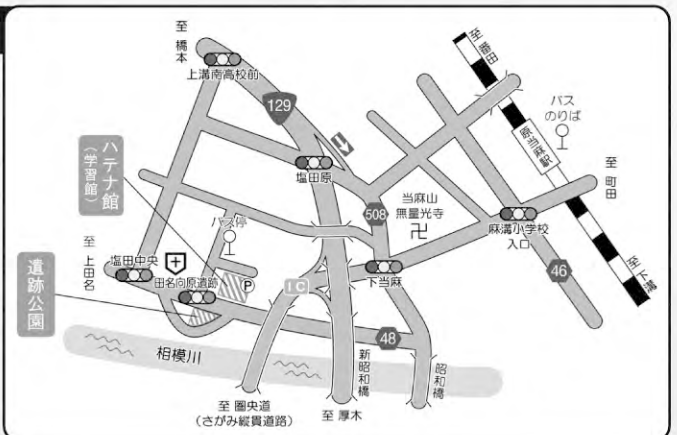 至 橋本
上溝南高校前
129
塩田原
至 番田
バス
のりば
原当麻駅
至 町田
ハテナ館
(学習館)
バス停
508
当麻山
無量光寺
卍
麻溝小学校
入口
至 上田名
塩田中央
田名向原遺跡
P
IC
下当麻
46
至 下溝
遺跡公園
48
相模川
新昭和橋
昭和橋
至 圏央道
(さがみ縦貫道路)
至 厚木